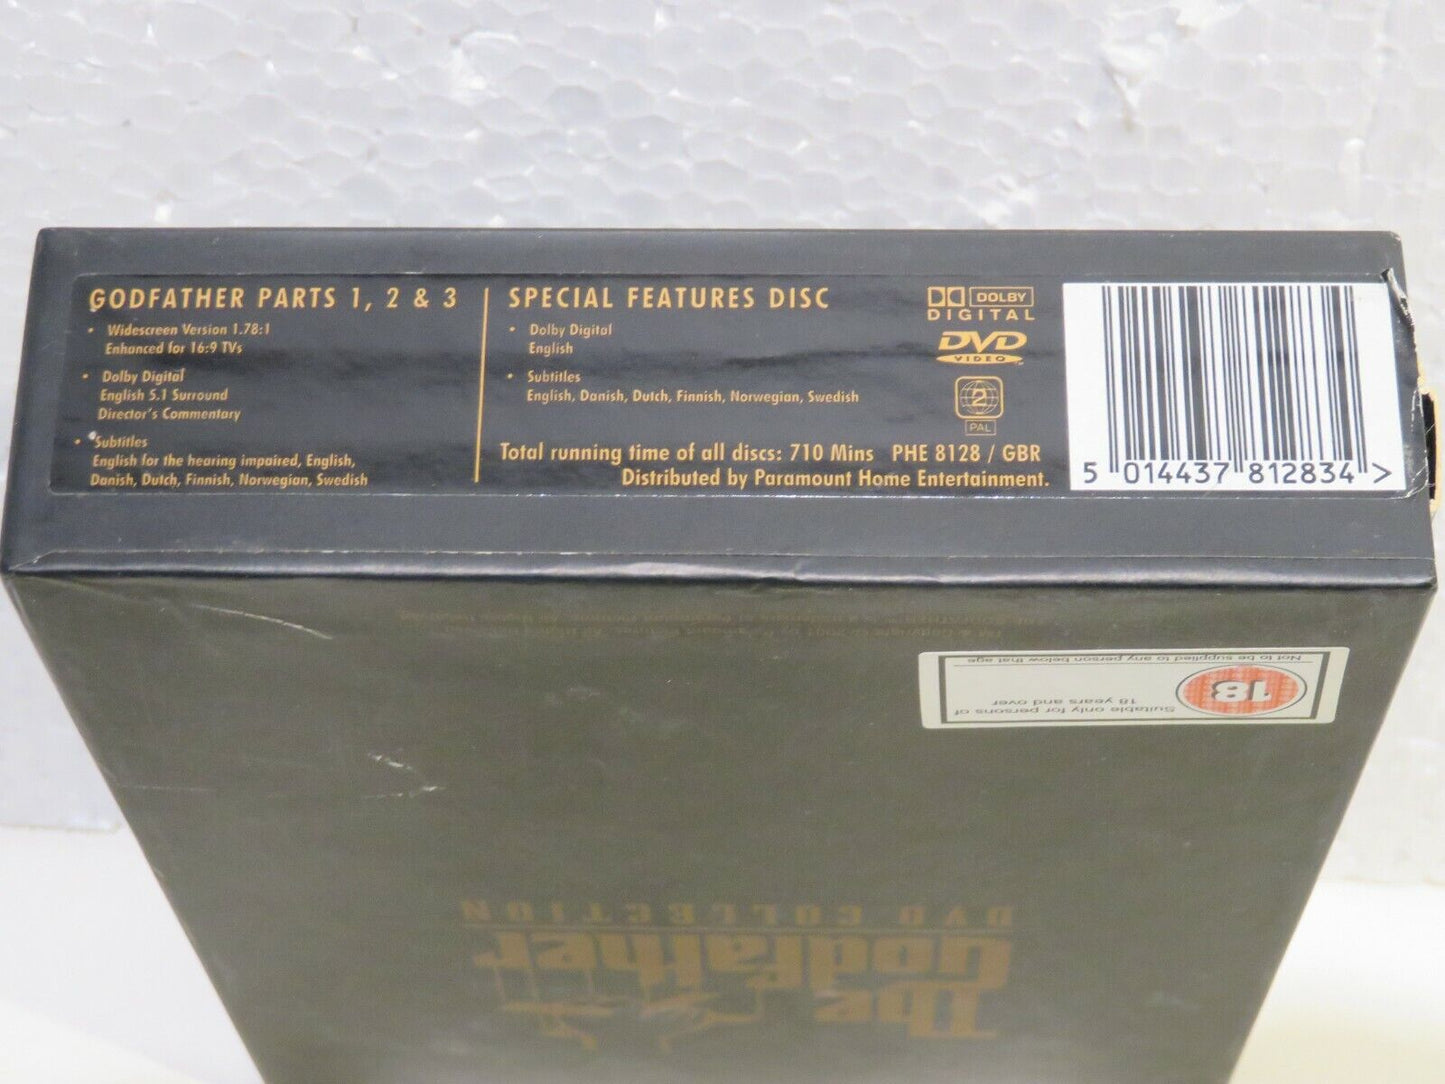 GODFATHER PARTS 1, 2 & 3
• Widescreen Version 1.78:1
Enhanced for 16:9 TVs
• Dolby Digital
English 5.1 Surround
Director's Commentary
• Subtitles
English for the hearing impaired, English,
Danish, Dutch, Finnish, Norwegian, Swedish
SPECIAL FEATURES DISC
• Dolby Digital
English
• Subtitles
English, Danish, Dutch, Finnish, Norwegian, Swedish
Total running time of all discs: 710 Mins PHE 8128 / GBR
Distributed by Paramount Home Entertainment.
DOLBY
DIGITAL
DVD
VIDEO
2
PAL
5 014437 812834 >
18
Suitable only for persons of
18 years and over
Not to be supplied to any person below that age
The
Godfather
DVD COLLECTION